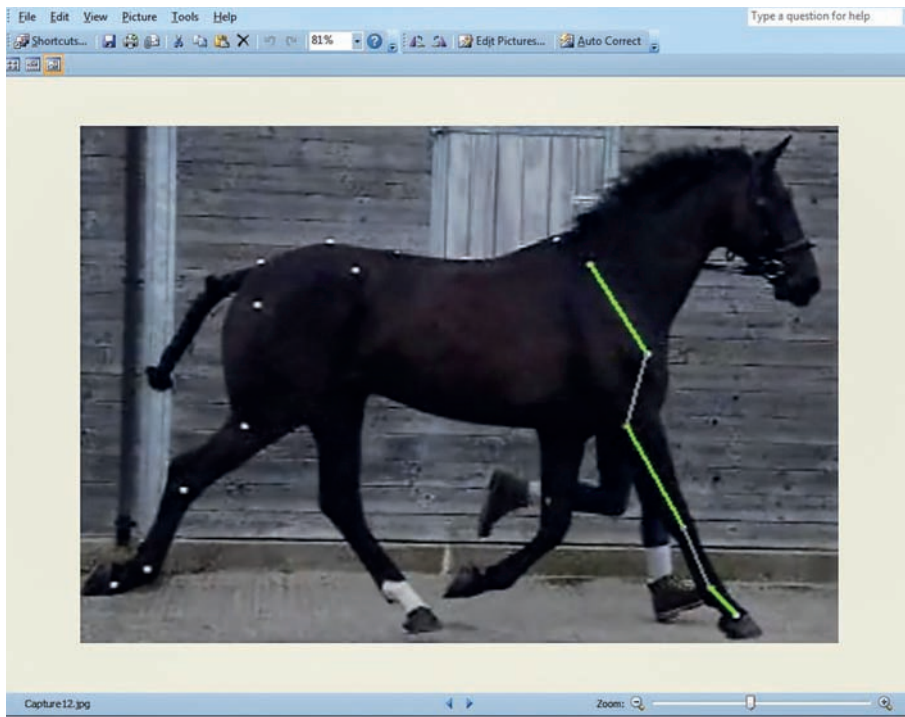 File Edit View Picture Tools Help
Type a question for help
Shortcuts... 81% Edit Pictures... Auto Correct
Capture12.jpg
Zoom: